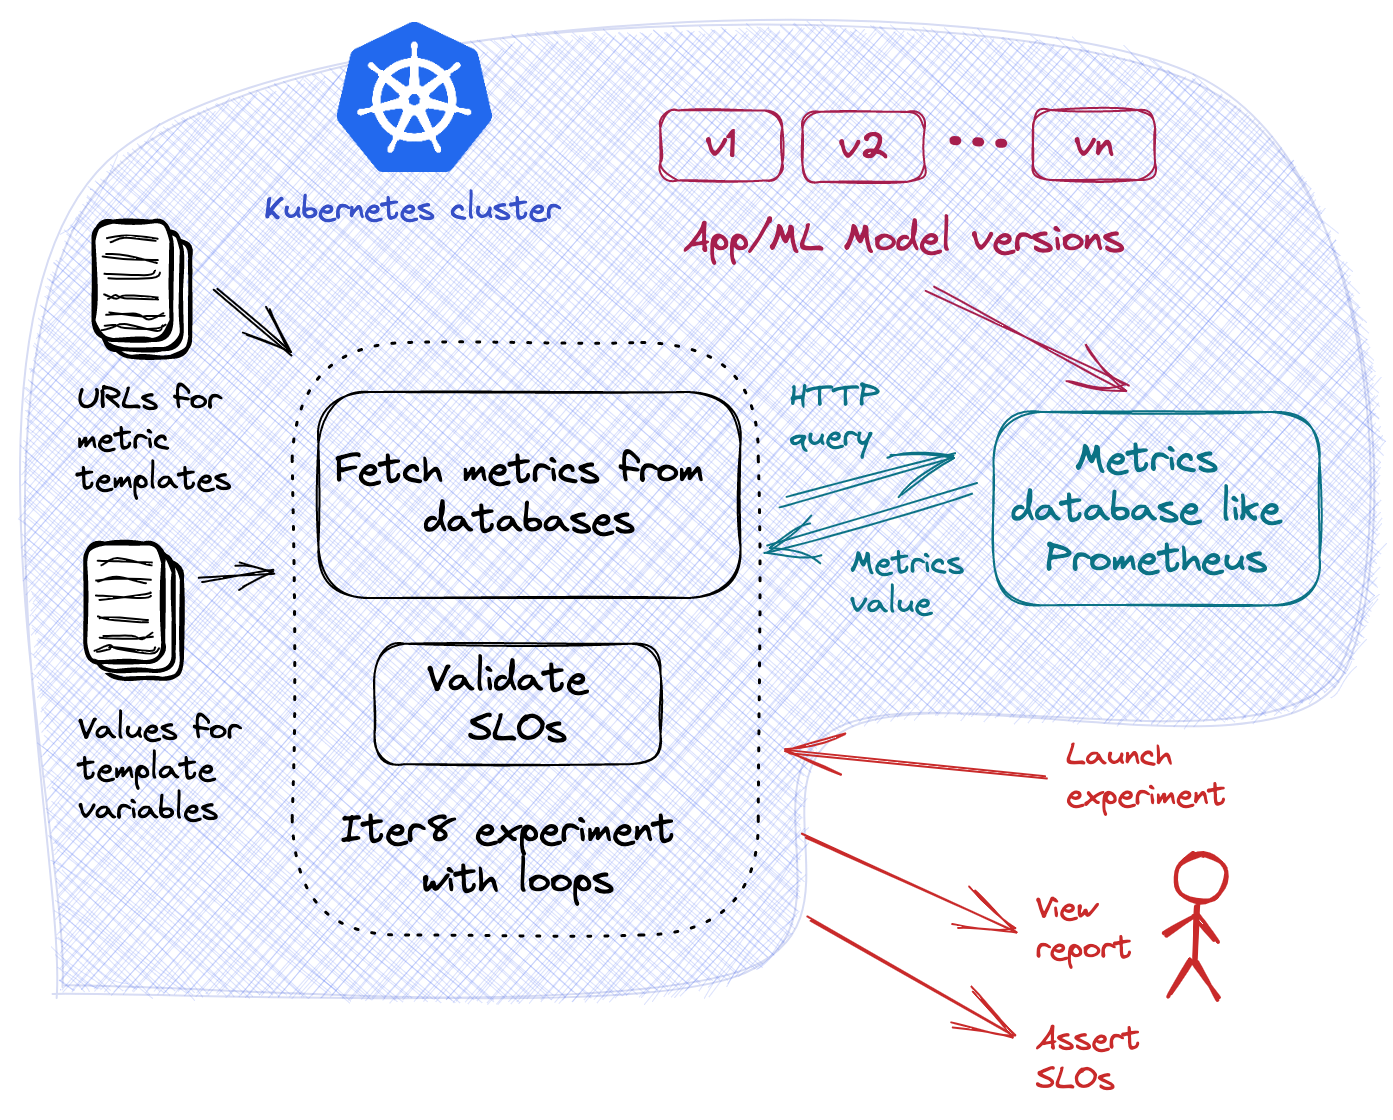 Kubernetes cluster
v1
v2
...
vn
App/ML Model versions
URLs for
metric
templates
Values for
template
variables
Fetch metrics from
databases
Validate
SLOs
Iter8 experiment
with loops
HTTP
query
Metrics
value
Metrics
database like
Prometheus
Launch
experiment
View
report
Assert
SLOs